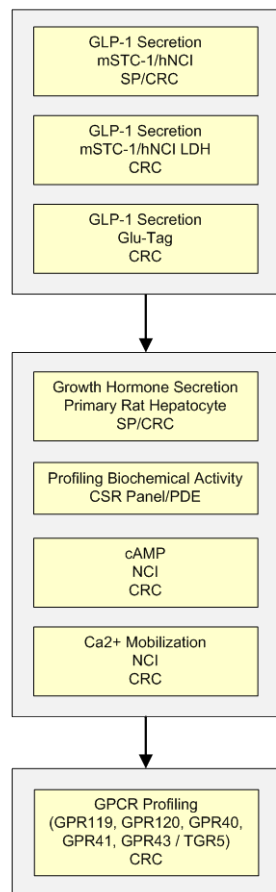 GLP-1 Secretion
mSTC-1/hNCI
SP/CRC
GLP-1 Secretion
mSTC-1/hNCI LDH
CRC
GLP-1 Secretion
Glu-Tag
CRC
Growth Hormone Secretion
Primary Rat Hepatocyte
SP/CRC
Profiling Biochemical Activity
CSR Panel/PDE
cAMP
NCI
CRC
Ca2+ Mobilization
NCI
CRC
GPCR Profiling
(GPR119, GPR120, GPR40,
GPR41, GPR43 / TGR5)
CRC